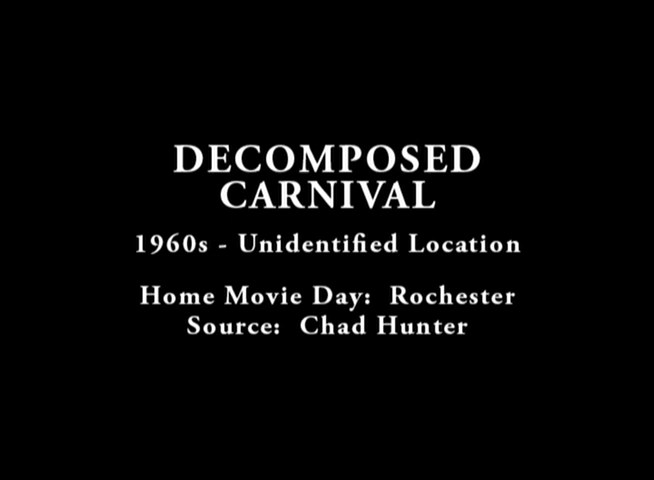 DECOMPOSED
CARNIVAL
1960s - Unidentified Location
Home Movie Day: Rochester
Source: Chad Hunter